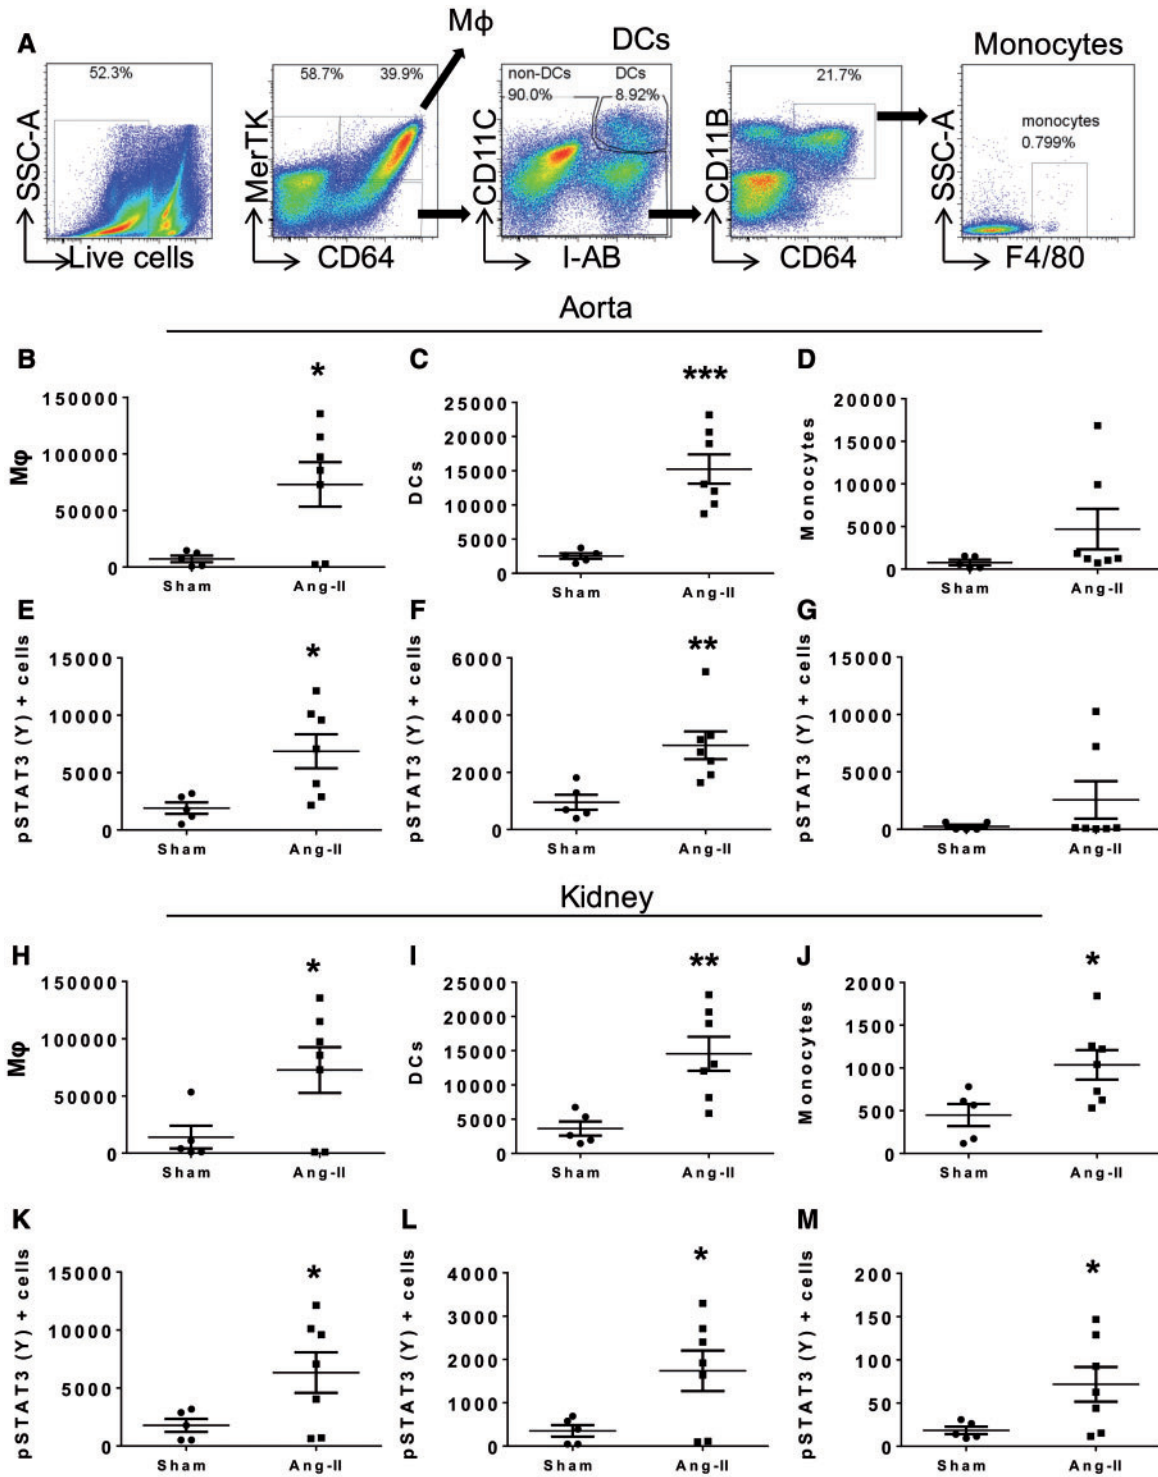 A
Mϕ
DCs
Monocytes
52.3%
SSC-A
Live cells
58.7% 39.9%
MerTK
CD64
non-DCs DCs
90.0% 8.92%
CD11C
I-AB
21.7%
CD11B
CD64
monocytes
0.799%
SSC-A
F4/80
Aorta
B
*
150000
100000
50000
0
Mφ
Sham Ang-II
C
***
25000
20000
15000
10000
5000
0
DCs
Sham Ang-II
D
20000
15000
10000
5000
0
Monocytes
Sham Ang-II
E
*
15000
10000
5000
0
pSTAT3 (Y) + cells
Sham Ang-II
F
**
6000
4000
2000
0
pSTAT3 (Y) + cells
Sham Ang-II
G
15000
10000
5000
0
pSTAT3 (Y) + cells
Sham Ang-II
Kidney
H
*
150000
100000
50000
0
Mφ
Sham Ang-II
I
**
25000
20000
15000
10000
5000
0
DCs
Sham Ang-II
J
*
2000
1500
1000
500
0
Monocytes
Sham Ang-II
K
*
15000
10000
5000
0
pSTAT3 (Y) + cells
Sham Ang-II
L
*
4000
3000
2000
1000
0
pSTAT3 (Y) + cells
Sham Ang-II
M
*
200
150
100
50
0
pSTAT3 (Y) + cells
Sham Ang-II